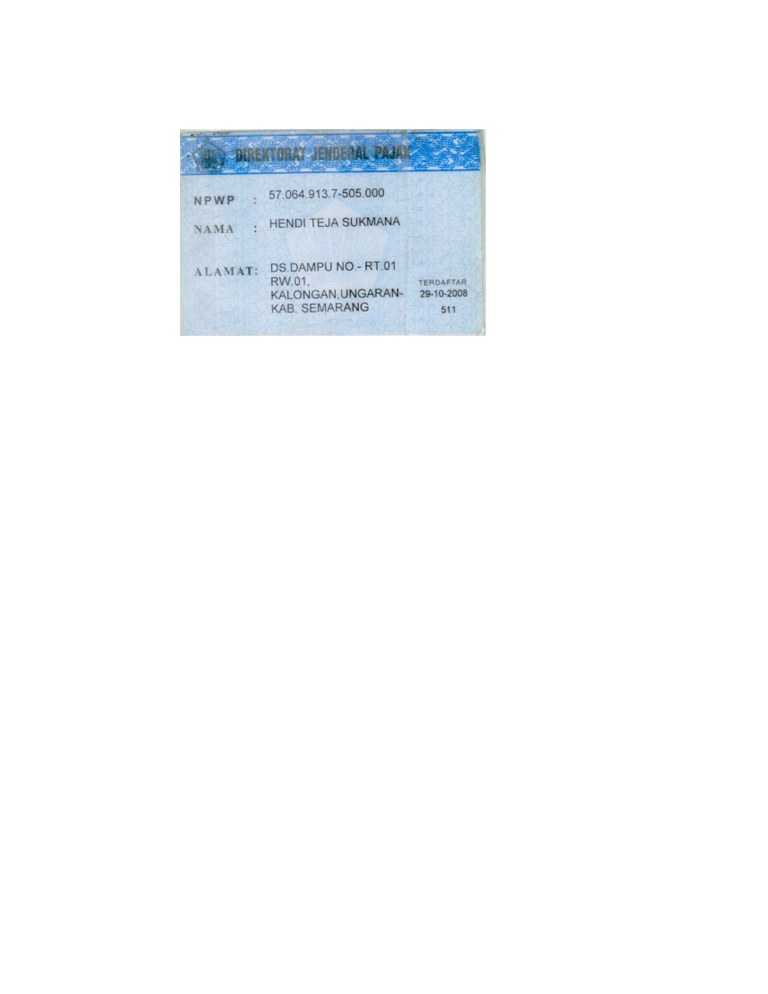 DIREKTORAT JENDERAL PAJAK
NPWP : 57.064.913.7-505.000
NAMA : HENDI TEJA SUKMANA
ALAMAT: DS.DAMPU NO.- RT.01
RW.01,
KALONGAN,UNGARAN-
KAB. SEMARANG
TERDAFTAR
29-10-2008
511